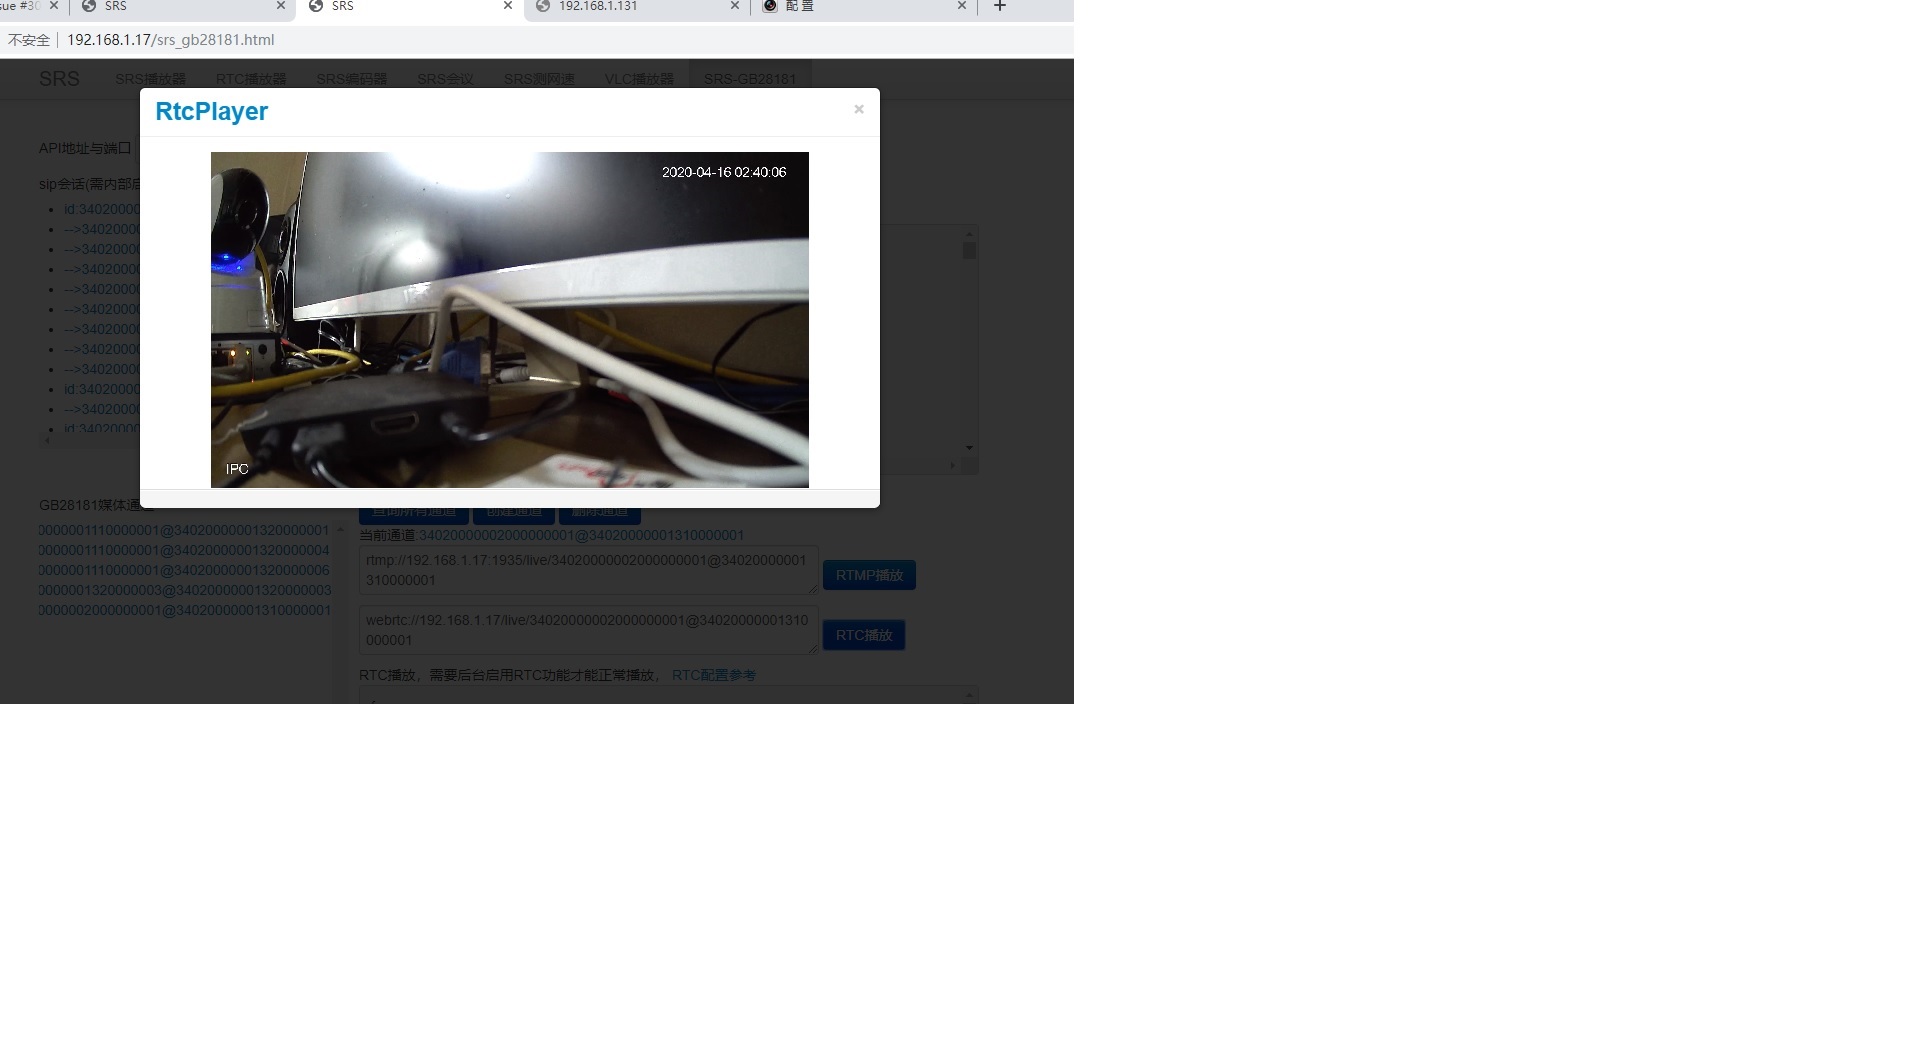 sue #30 SRS SRS 192.168.1.131 配 置
不安全 192.168.1.17/srs_gb28181.html
SRS SRS播放器 RTC播放器 SRS编码器 SRS会议 SRS测网速 VLC播放器 SRS-GB28181
RtcPlayer ×
API地址与端口
sip会话(需内部启
id:34020000
-->34020000
-->34020000
-->34020000
-->34020000
-->34020000
-->34020000
-->34020000
-->34020000
id:34020000
-->34020000
id:34020000
2020-04-16 02:40:06
IPC
GB28181媒体通道
0000001110000001@34020000001320000001
0000001110000001@34020000001320000004
0000001110000001@34020000001320000006
0000001320000003@34020000001320000003
0000002000000001@34020000001310000001
查询所有通道 创建通道 删除通道
当前通道:34020000002000000001@34020000001310000001
rtmp://192.168.1.17:1935/live/34020000002000000001@34020000001
310000001
RTMP播放
webrtc://192.168.1.17/live/34020000002000000001@34020000001310
000001
RTC播放
RTC播放，需要后台启用RTC功能才能正常播放， RTC配置参考